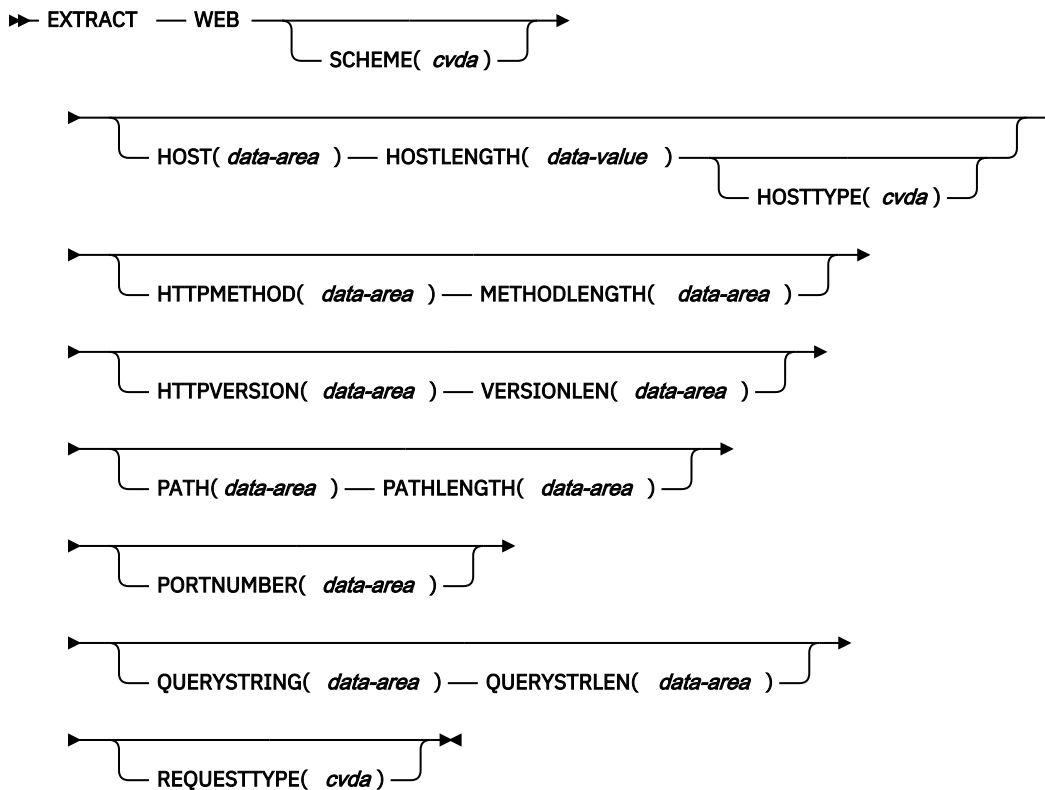 EXTRACT WEB
SCHEME( cvda )
HOST( data-area ) HOSTLENGTH( data-value )
HOSTTYPE( cvda )
HTTPMETHOD( data-area ) METHODLENGTH( data-area )
HTTPVERSION( data-area ) VERSIONLEN( data-area )
PATH( data-area ) PATHLENGTH( data-area )
PORTNUMBER( data-area )
QUERYSTRING( data-area ) QUERYSTRLEN( data-area )
REQUESTTYPE( cvda )